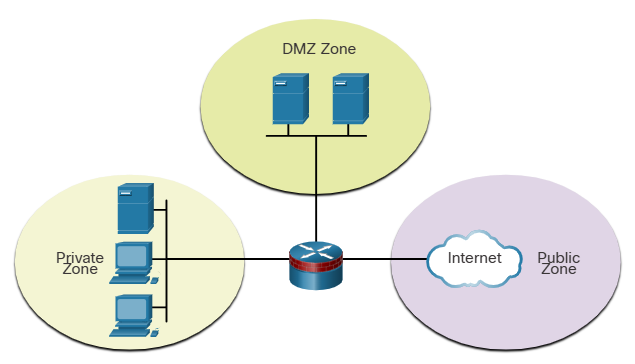 DMZ Zone
Private
Zone
Internet
Public
Zone